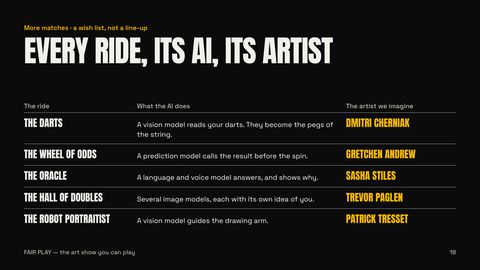 More matches · a wish list, not a line-up
EVERY RIDE, ITS AI, ITS ARTIST
The ride What the AI does The artist we imagine
THE DARTS A vision model reads your darts. They become the pegs of DMITRI CHERNIAK
the string.
THE WHEEL OF ODDS A prediction model calls the result before the spin. GRETCHEN ANDREW
THE ORACLE A language and voice model answers, and shows why. SASHA STILES
THE HALL OF DOUBLES Several image models, each with its own idea of you. TREVOR PAGLEN
THE ROBOT PORTRAITIST A vision model guides the drawing arm. PATRICK TRESSET
FAIR PLAY — the art show you can play 18